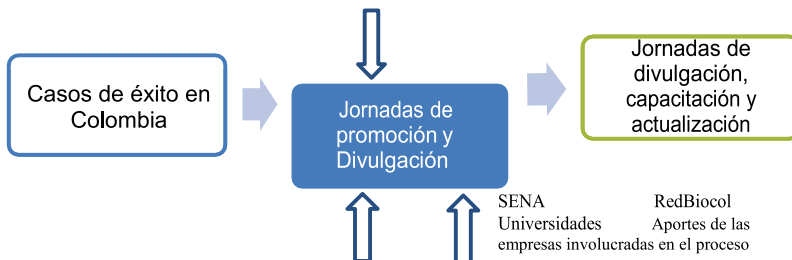 Casos de éxito en
Colombia
Jornadas de
promoción y
Divulgación
Jornadas de
divulgación,
capacitación y
actualización
SENA RedBiocol
Universidades Aportes de las
empresas involucradas en el proceso